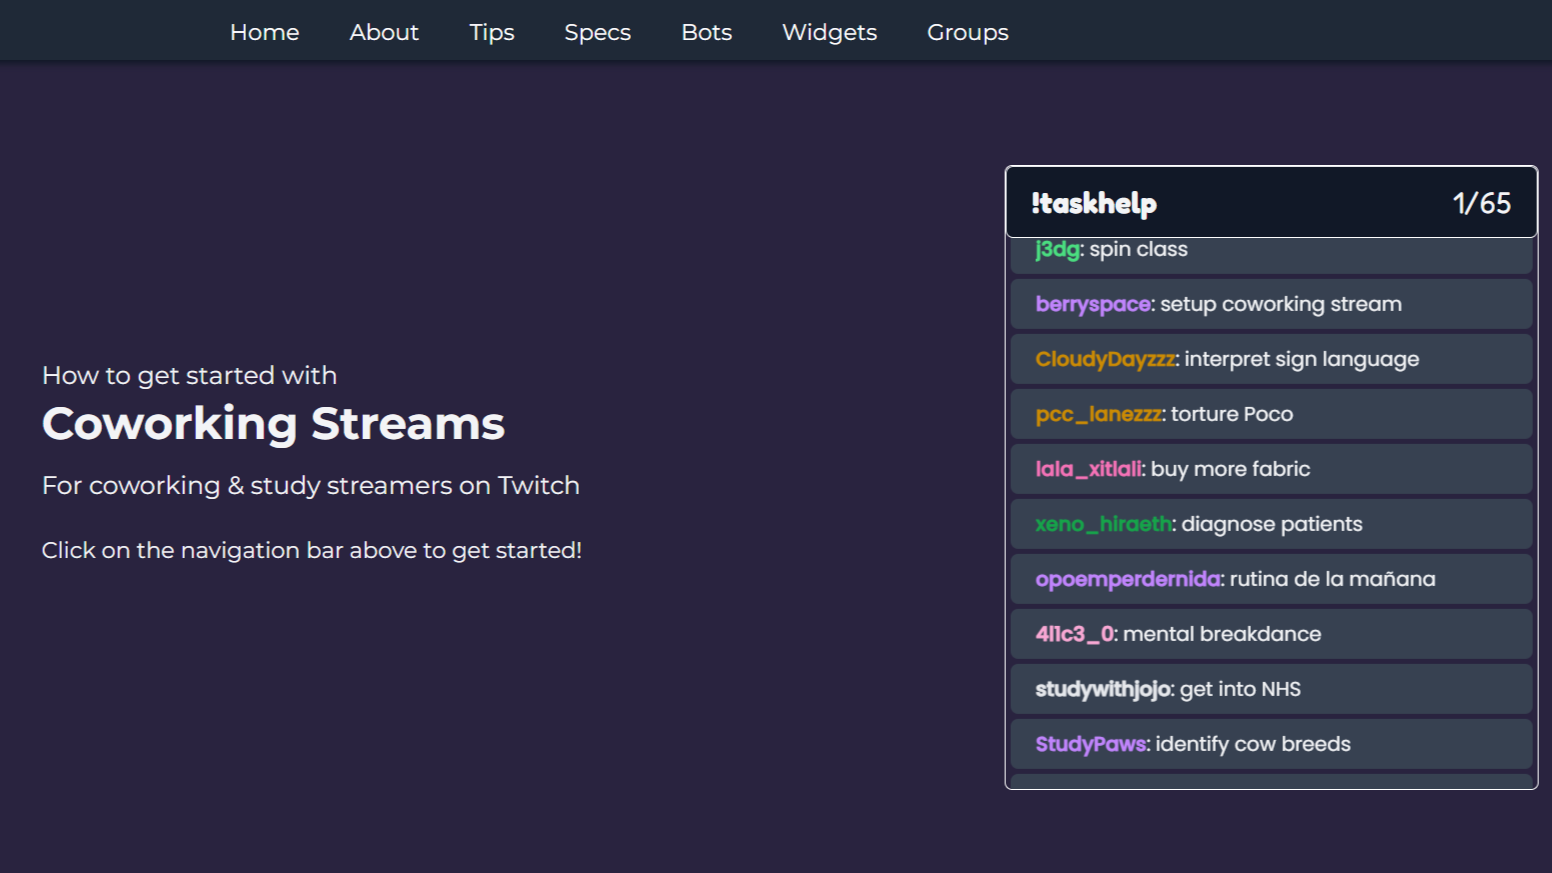 Home About Tips Specs Bots Widgets Groups
How to get started with
Coworking Streams
For coworking & study streamers on Twitch
Click on the navigation bar above to get started!
!taskhelp 1/65
j3dg: spin class
berryspace: setup coworking stream
CloudyDayzzz: interpret sign language
pcc_lanezzz: torture Poco
lala_xitlali: buy more fabric
xeno_hiraeth: diagnose patients
opoemperdernida: rutina de la mañana
4l1c3_0: mental breakdance
studywithjojo: get into NHS
StudyPaws: identify cow breeds